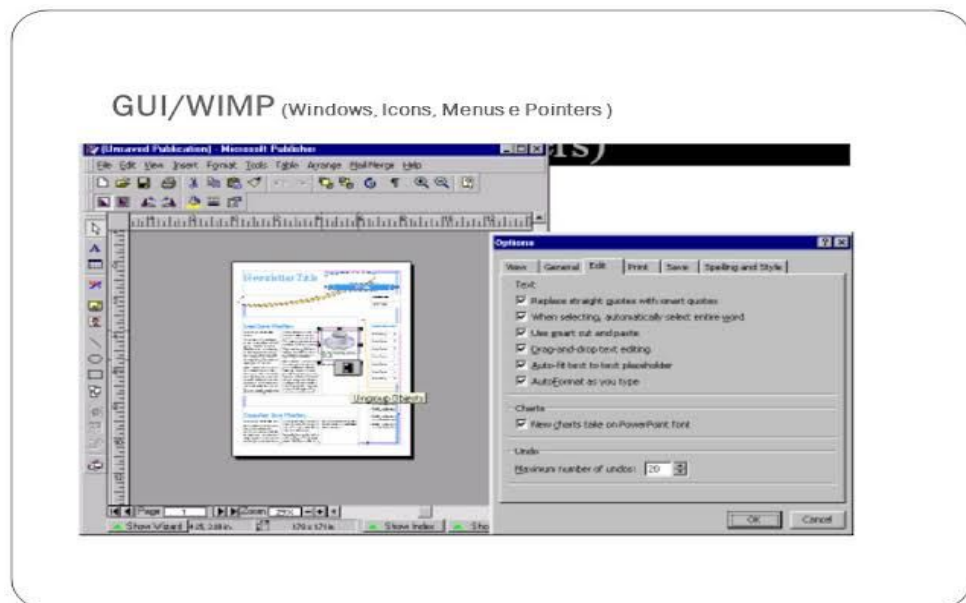 GUI/WIMP (Windows, Icons, Menus e Pointers )
ers)
(Unsaved Publication) - Microsoft Publisher
File Edit View Insert Format Tools Table Arrange Mail Merge Help
Newsletter Title
Ungroup Objects
Page 1 Zoom 29%
Show Wizard Show Index Sho
Options
View General Edit Print Save Spelling and Style
Text
Replace straight quotes with smart quotes
When selecting, automatically select entire word
Use smart cut and paste
Drag-and-drop text editing
Auto-fit text to text placeholder
AutoFormat as you type
Charts
New charts take on PowerPoint font
Undo
Maximum number of undos: 20
OK Cancel